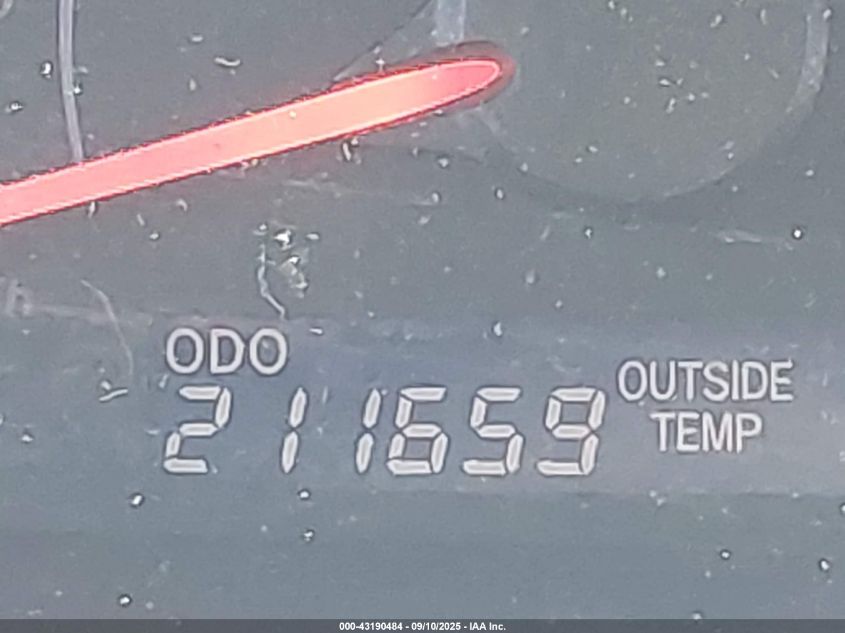 ODO
211659
OUTSIDE
TEMP
000-43190484 - 09/10/2025 - IAA Inc.